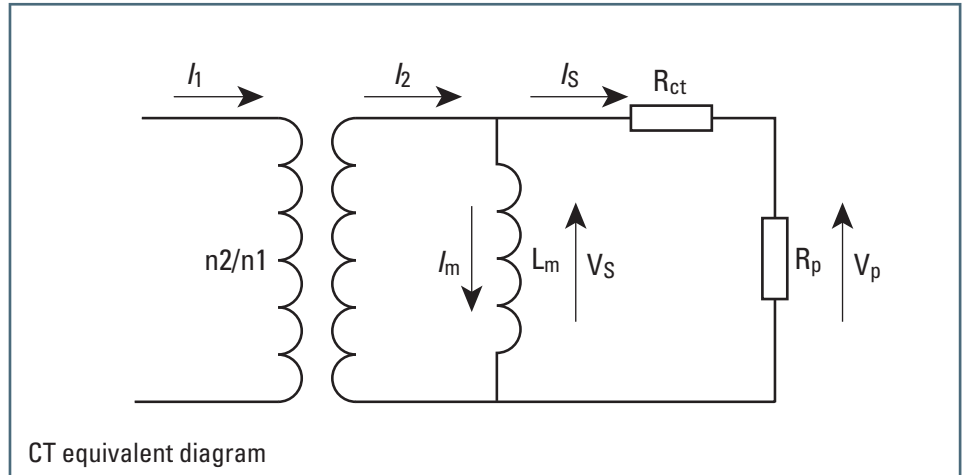 I1
I2
IS
Rct
n2/n1
Im
Lm
VS
Rp
Vp
CT equivalent diagram